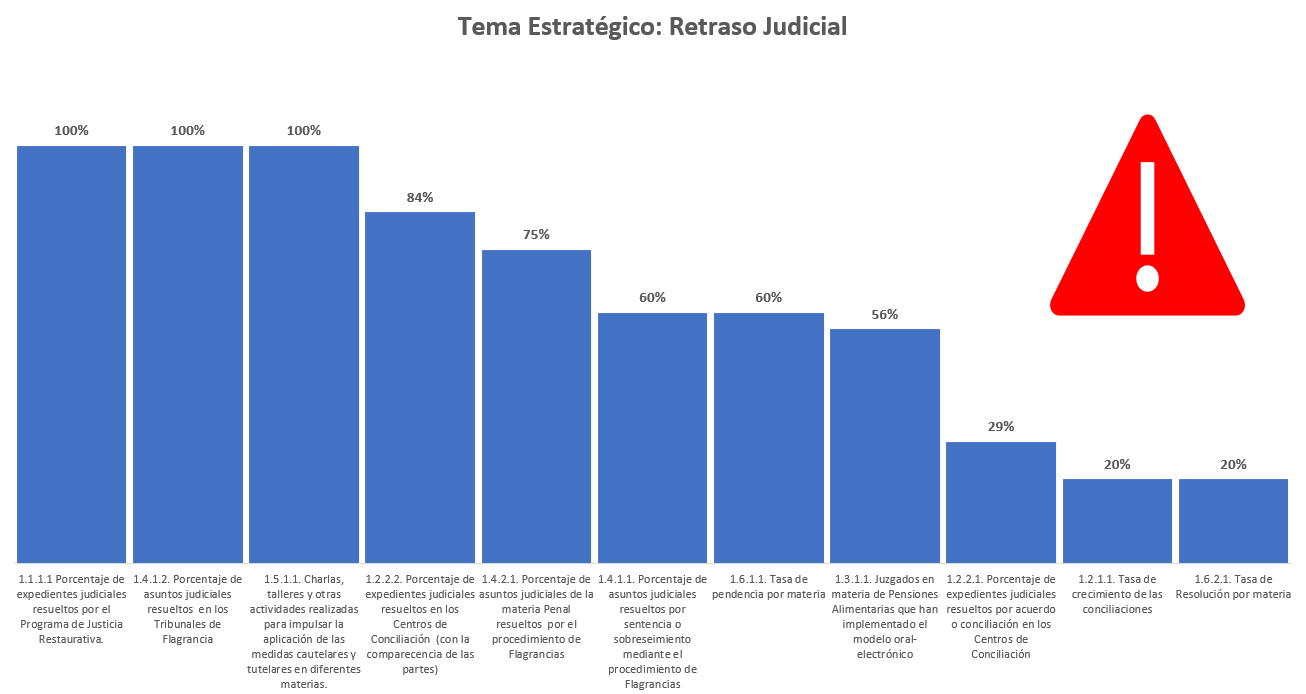 Tema Estratégico: Retraso Judicial
100%
100%
100%
84%
75%
60%
60%
56%
29%
20%
20%
1.1.1.1 Porcentaje de
expedientes judiciales
resueltos por el
Programa de Justicia
Restaurativa.
1.4.1.2. Porcentaje de
asuntos judiciales
resueltos en los
Tribunales de
Flagrancia
1.5.1.1. Charlas,
talleres y otras
actividades realizadas
para impulsar la
aplicación de las
medidas cautelares y
tutelares en diferentes
materias.
1.2.2.2. Porcentaje de
expedientes judiciales
resueltos en los
Centros de
Conciliación (con la
comparecencia de las
partes)
1.4.2.1. Porcentaje de
asuntos judiciales de la
materia Penal
resueltos por el
procedimiento de
Flagrancias
1.4.1.1. Porcentaje de
asuntos judiciales
resueltos por
sentencia o
sobreseimiento
mediante el
procedimiento de
Flagrancias
1.6.1.1. Tasa de
pendencia por materia
1.3.1.1. Juzgados en
materia de Pensiones
Alimentarias que han
implementado el
modelo oral-
electrónico
1.2.2.1. Porcentaje de
expedientes judiciales
resueltos por acuerdo
o conciliación en los
Centros de
Conciliación
1.2.1.1. Tasa de
crecimiento de las
conciliaciones
1.6.2.1. Tasa de
Resolución por materia